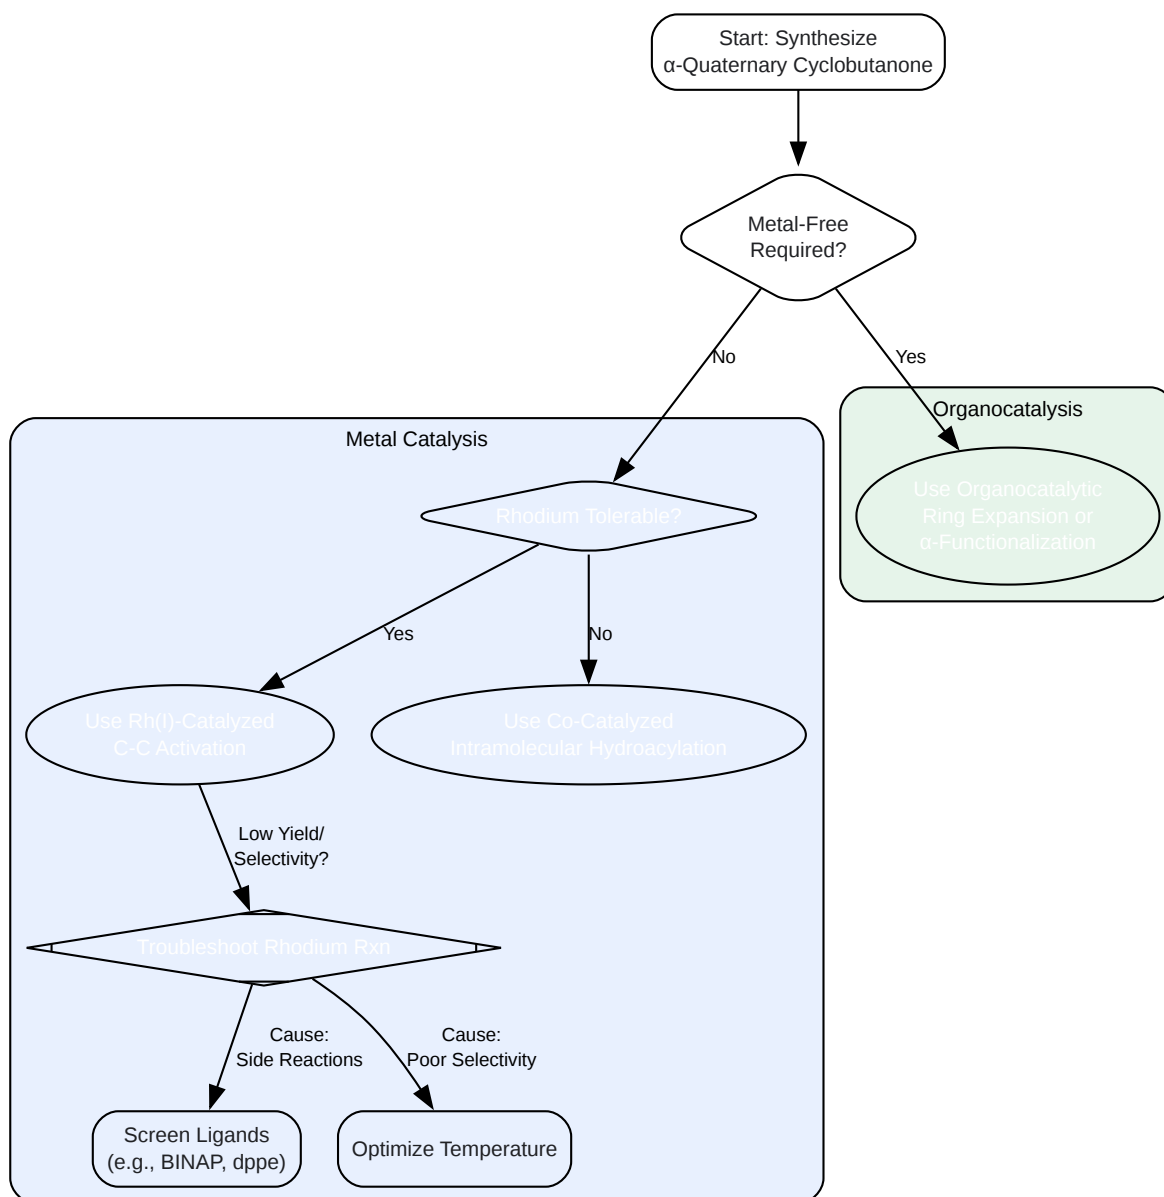 Start: Synthesize
α-Quaternary Cyclobutanone
Metal-Free
Required?
No
Yes
Organocatalysis
Metal Catalysis
Use Organocatalytic
Ring Expansion or
α-Functionalization
Rhodium Tolerable?
Yes
No
Use Rh(I)-Catalyzed
C-C Activation
Use Co-Catalyzed
Intramolecular Hydroacylation
Low Yield/
Selectivity?
Troubleshoot Rhodium Rxn
Cause:
Side Reactions
Cause:
Poor Selectivity
Screen Ligands
(e.g., BINAP, dppe)
Optimize Temperature